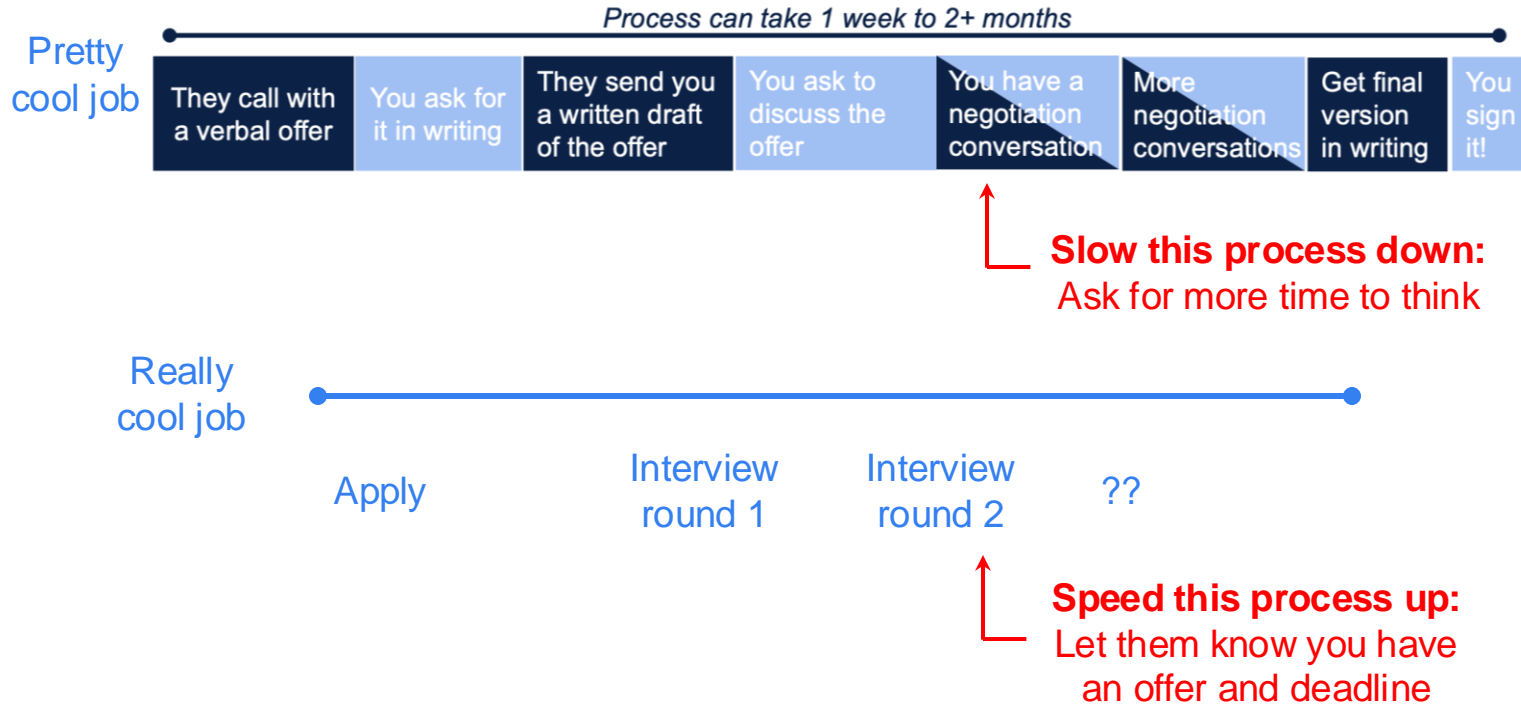 Process can take 1 week to 2+ months
Pretty
cool job
They call with
a verbal offer
You ask for
it in writing
They send you
a written draft
of the offer
You ask to
discuss the
offer
You have a
negotiation
conversation
More
negotiation
conversations
Get final
version
in writing
You
sign
it!
Slow this process down:
Ask for more time to think
Really
cool job
Apply
Interview
round 1
Interview
round 2
??
Speed this process up:
Let them know you have
an offer and deadline